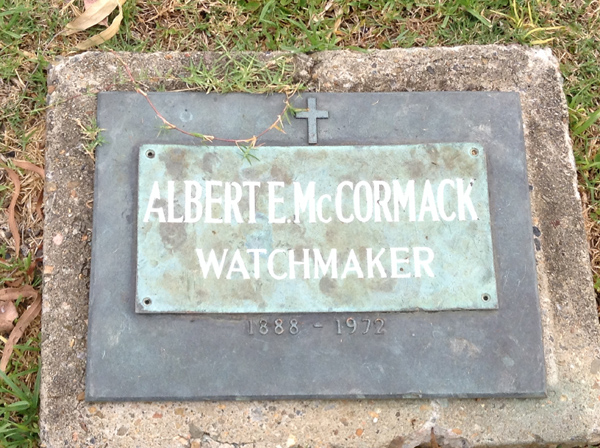 ALBERT E. McCORMACK
WATCHMAKER
1888 - 1972